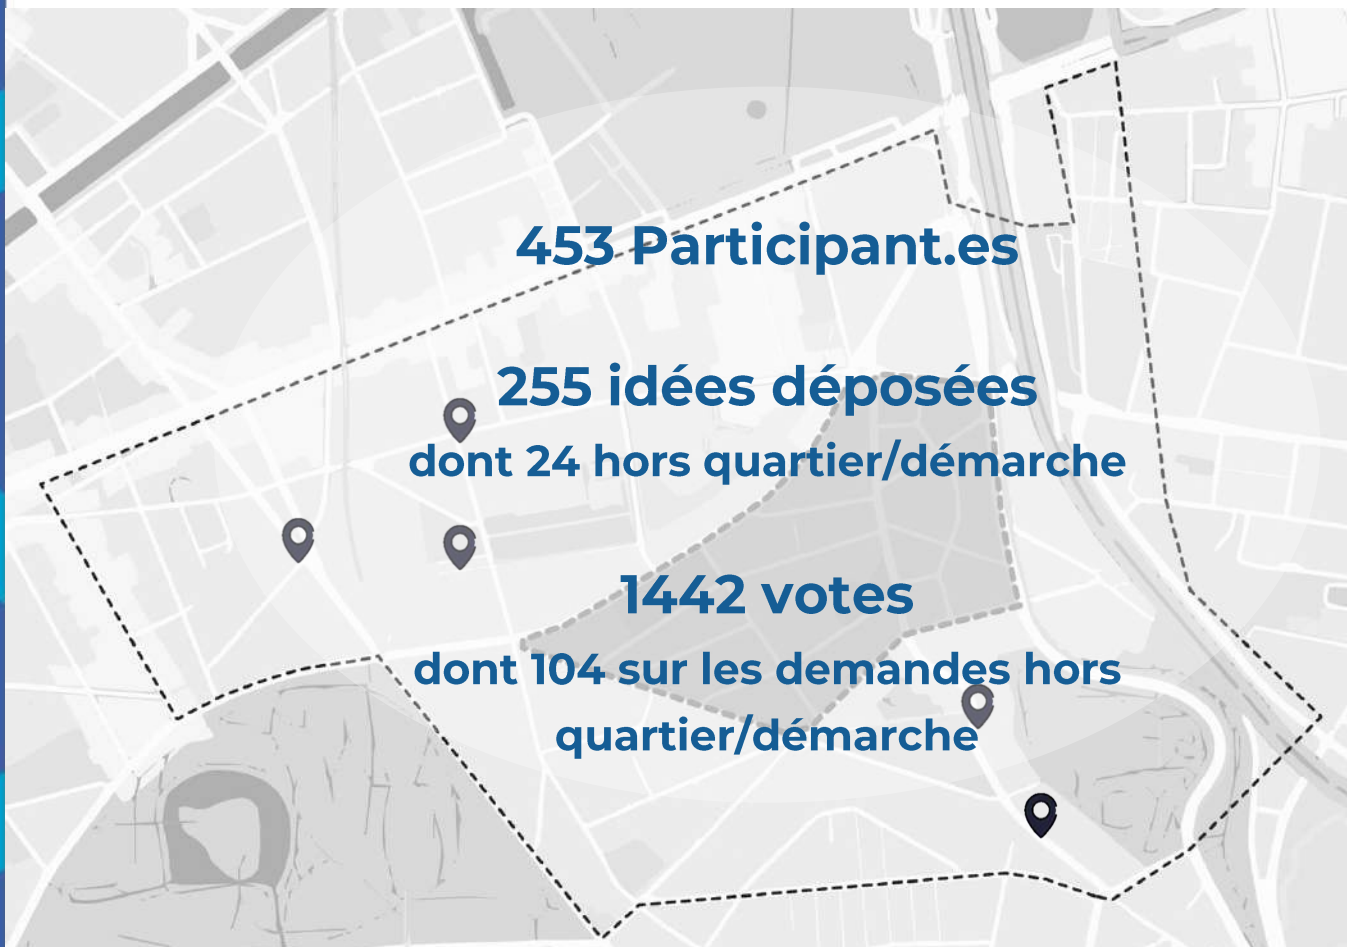 453 Participant.es
255 idées déposées
dont 24 hors quartier/démarche
1442 votes
dont 104 sur les demandes hors
quartier/démarche